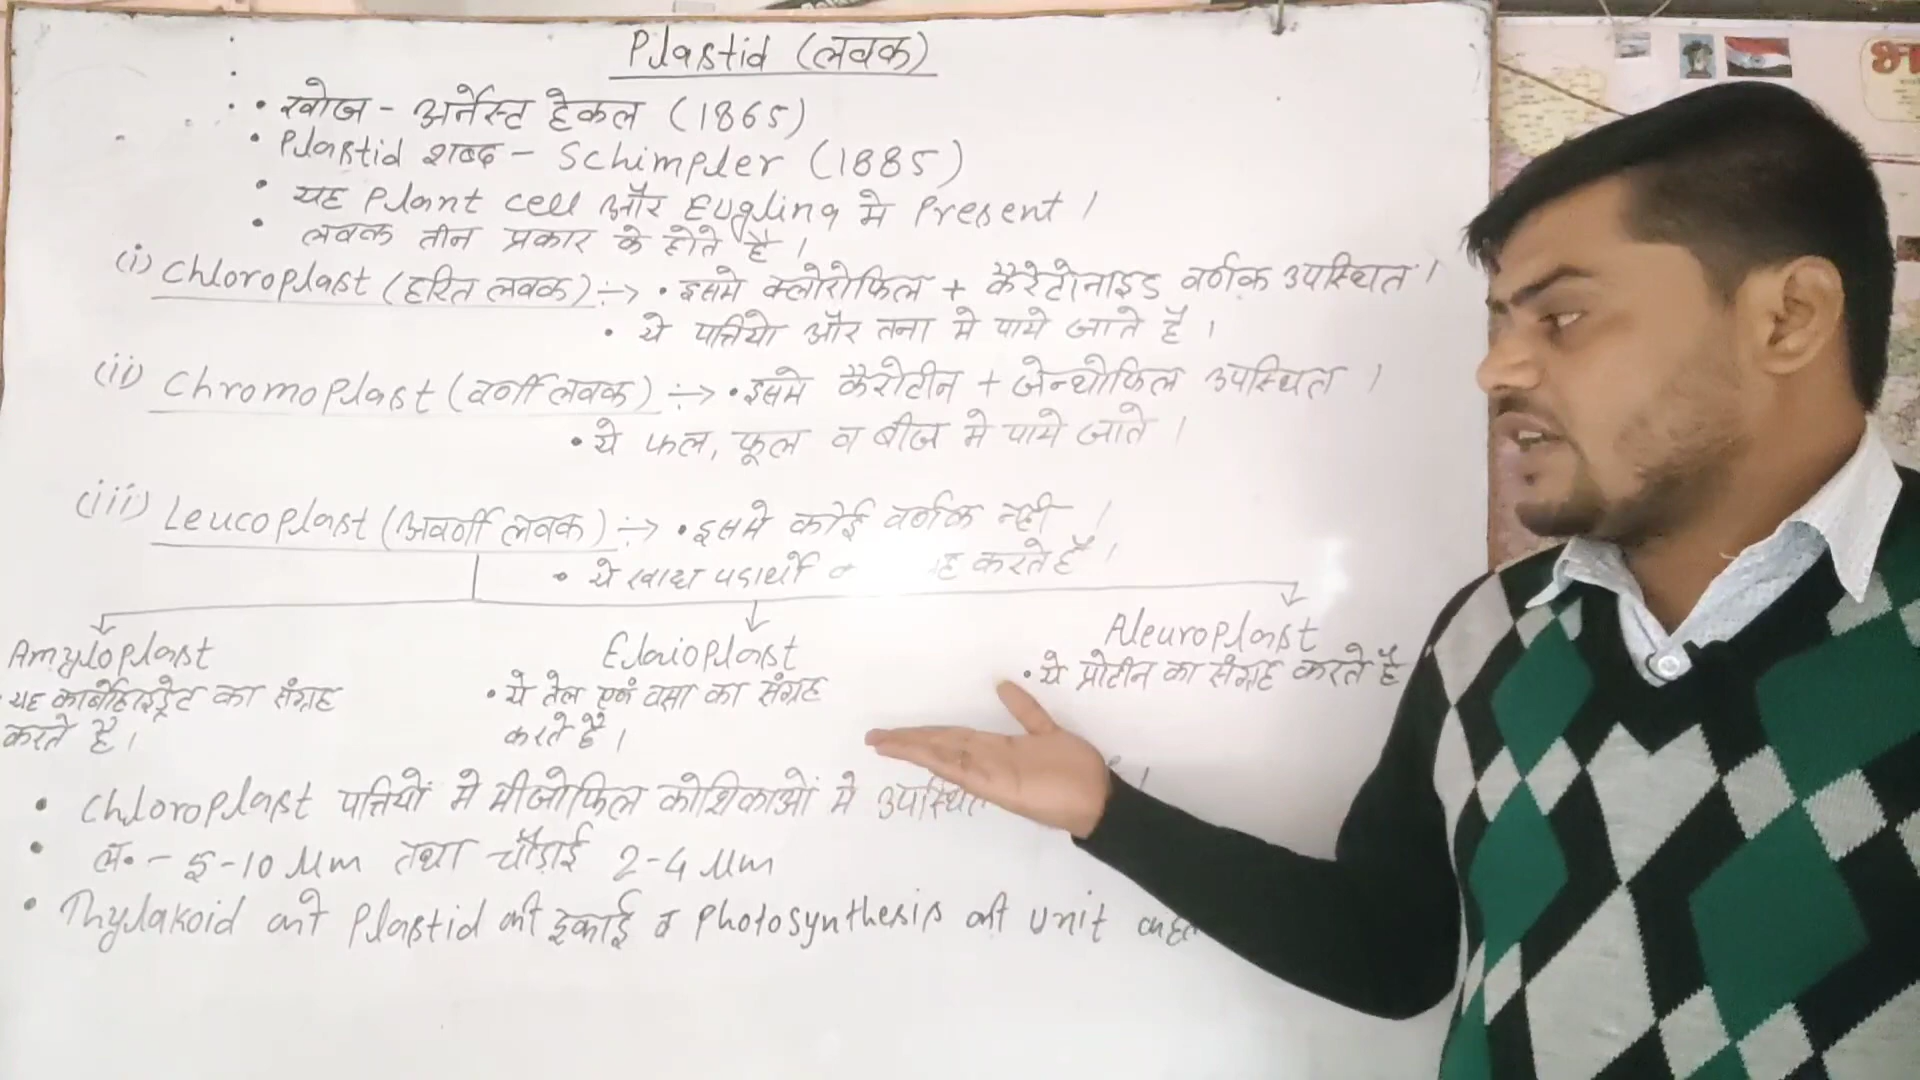 Plastid (लवक)
• खोज - अर्नेस्ट हेकल (1865)
• Plastid शब्द - Schimpler (1885)
• यह Plant cell और Euglina मे Present ।
• लवक तीन प्रकार के होते है ।
(i) Chloroplast (हरित लवक) ÷→ • इसमे क्लोरोफिल + कैरेटोनाइड वर्णक उपस्थित ।
• ये पत्तियो और तना मे पाये जाते है ।
(ii) Chromoplast (वर्णी लवक) ÷→ • इसमे कैरोटीन + जेन्थोफिल उपस्थित ।
• ये फल, फूल व बीज मे पाये जाते ।
(iii) Leucoplast (अवर्णी लवक) ÷→ • इसमे कोई वर्णक नही ।
• ये खाद्य पदार्थो करते है ।
Amyloplast Elaioplast Aleuroplast
• यह कार्बोहाइड्रेट का संग्रह करते है ।
• ये तेल एवं वसा का संग्रह करते है ।
• ये प्रोटीन का संग्रह करते है
• Chloroplast पत्तियों मे मीजोफिल कोशिकाओं मे
• ल॰ - 5-10 Mm तथा चौड़ाई 2-4 Mm
• Thylakoid को Plastid की इकाई व Photosynthesis की unit